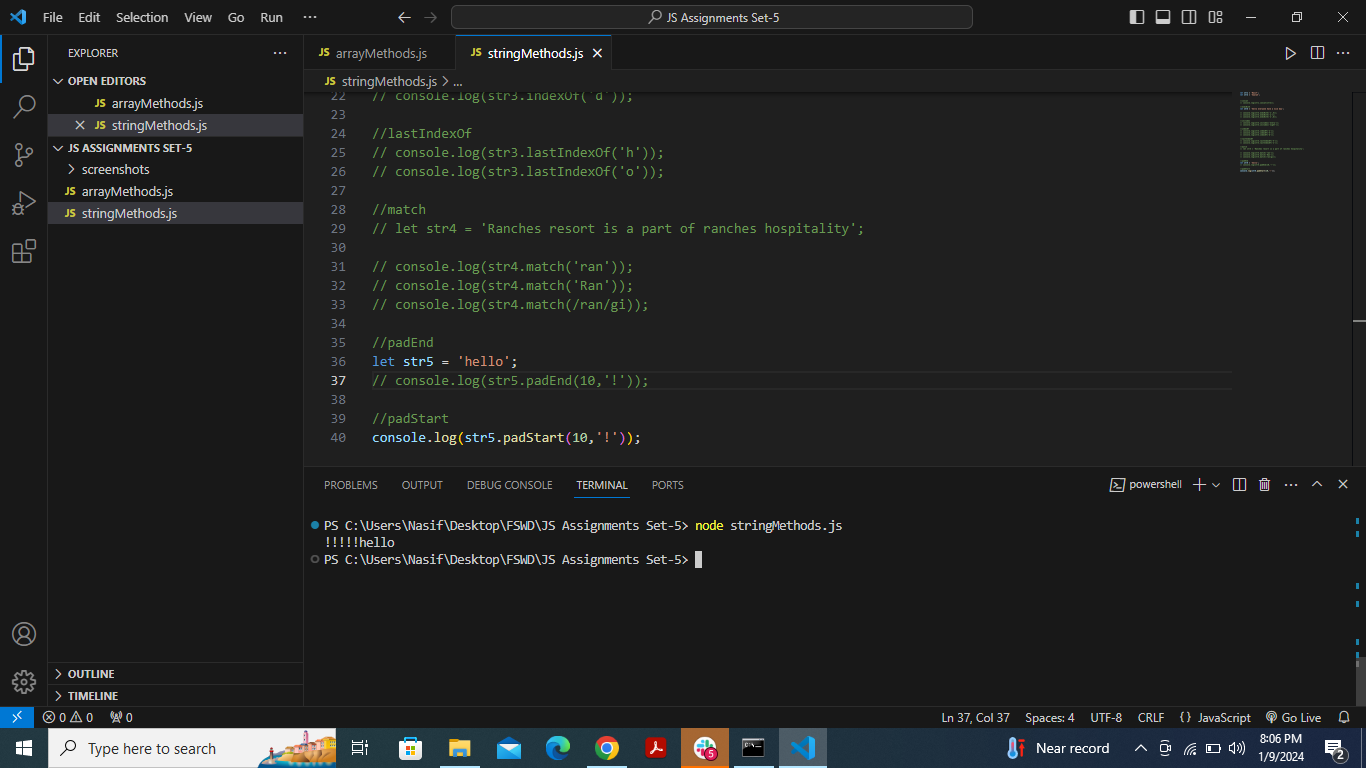 File Edit Selection View Go Run ··· JS Assignments Set-5
EXPLORER ···
OPEN EDITORS
JS arrayMethods.js
JS stringMethods.js
JS ASSIGNMENTS SET-5
screenshots
JS arrayMethods.js
JS stringMethods.js
OUTLINE
TIMELINE
JS arrayMethods.js JS stringMethods.js
JS stringMethods.js > ...
22 // console.log(str3.indexOf('d'));
23
24 //lastIndexOf
25 // console.log(str3.lastIndexOf('h'));
26 // console.log(str3.lastIndexOf('o'));
27
28 //match
29 // let str4 = 'Ranches resort is a part of ranches hospitality';
30
31 // console.log(str4.match('ran'));
32 // console.log(str4.match('Ran'));
33 // console.log(str4.match(/ran/gi));
34
35 //padEnd
36 let str5 = 'hello';
37 // console.log(str5.padEnd(10,'!'));
38
39 //padStart
40 console.log(str5.padStart(10,'!'));
PROBLEMS OUTPUT DEBUG CONSOLE TERMINAL PORTS powershell
PS C:\Users\Nasif\Desktop\FSWD\JS Assignments Set-5> node stringMethods.js
!!!!!hello
PS C:\Users\Nasif\Desktop\FSWD\JS Assignments Set-5>
0 0 0 Ln 37, Col 37 Spaces: 4 UTF-8 CRLF {} JavaScript Go Live
Type here to search 5 Near record 8:06 PM
1/9/2024 2